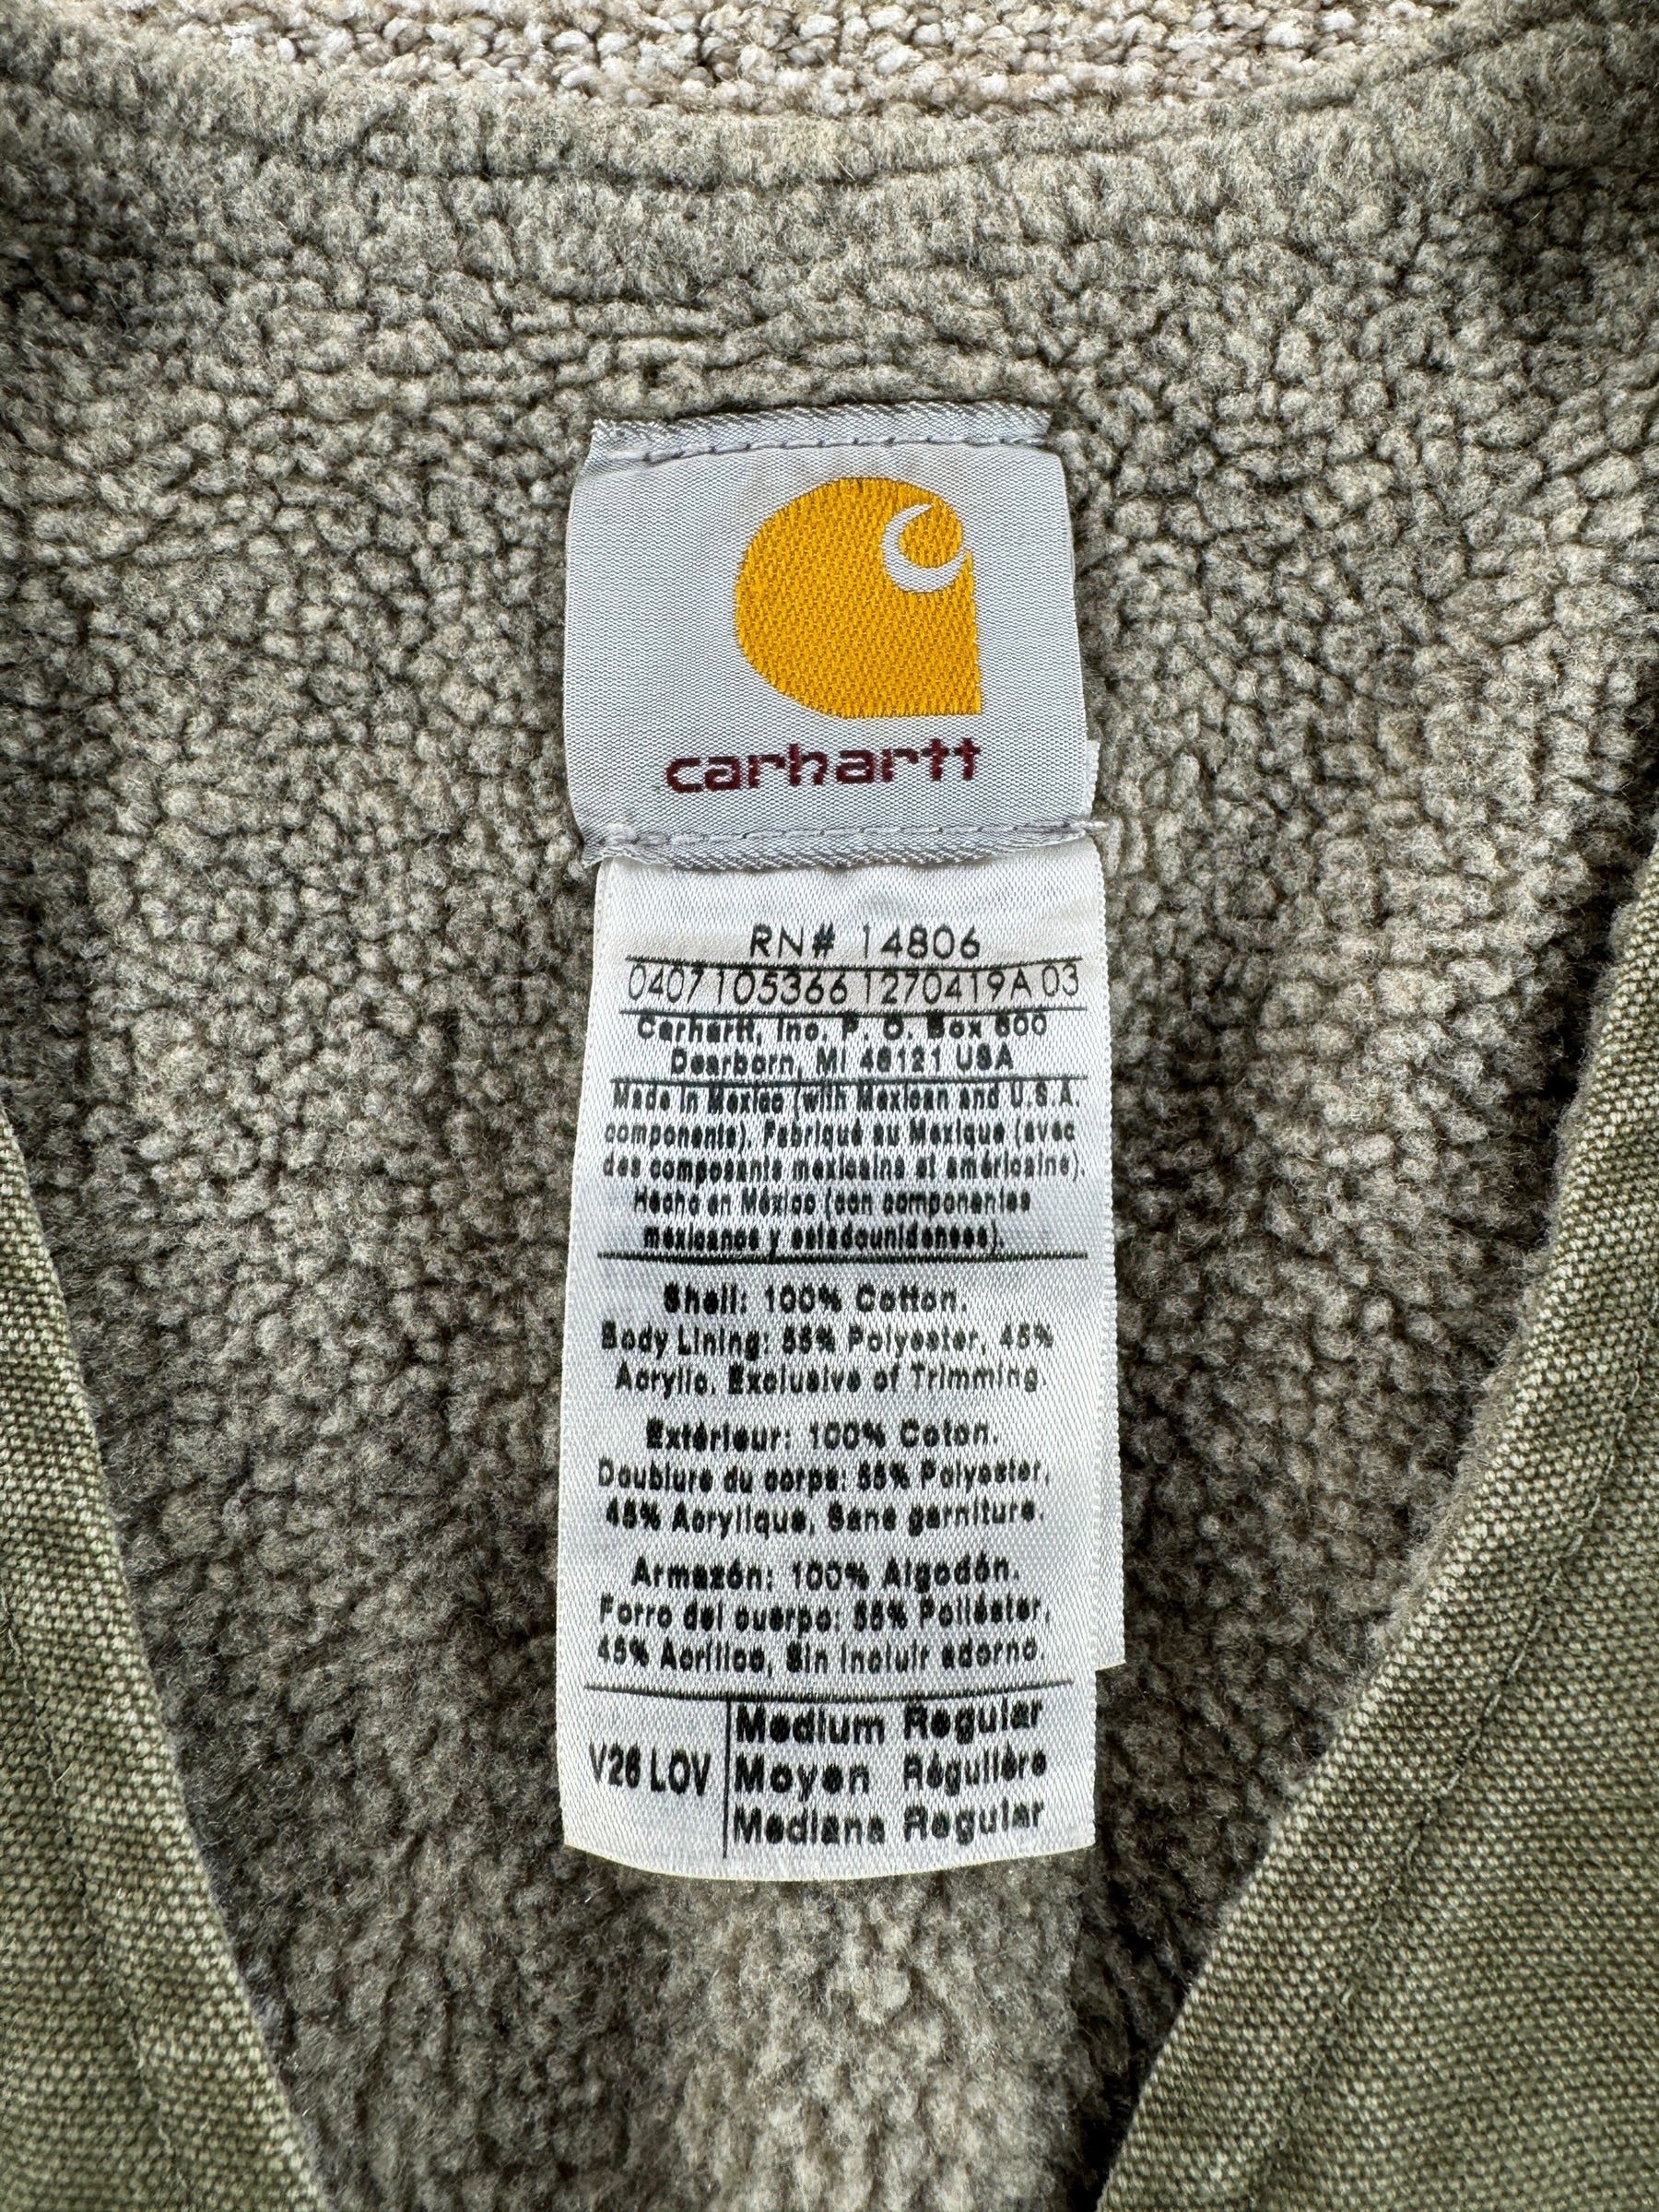 carhartt
RN# 14806
0407105366 1270419A 03
Carhartt, Inc. P. O. Box 600
Dearborn, MI 48121 USA
Made in Mexico (with Mexican and U.S.A.
components). Fabriqué au Mexique (avec
des composants mexicains et américains).
Hecho en México (con componentes
mexicanos y estadounidenses).
Shell: 100% Cotton.
Body Lining: 55% Polyester, 45%
Acrylic, Exclusive of Trimming.
Extérieur: 100% Coton.
Doublure du corps: 55% Polyester,
45% Acrylique, Sans garniture.
Armazón: 100% Algodón.
Forro del cuerpo: 55% Poliéster,
45% Acrílico, Sin incluir adorno.
V26 LOV
Medium Regular
Moyen Régulière
Mediana Regular